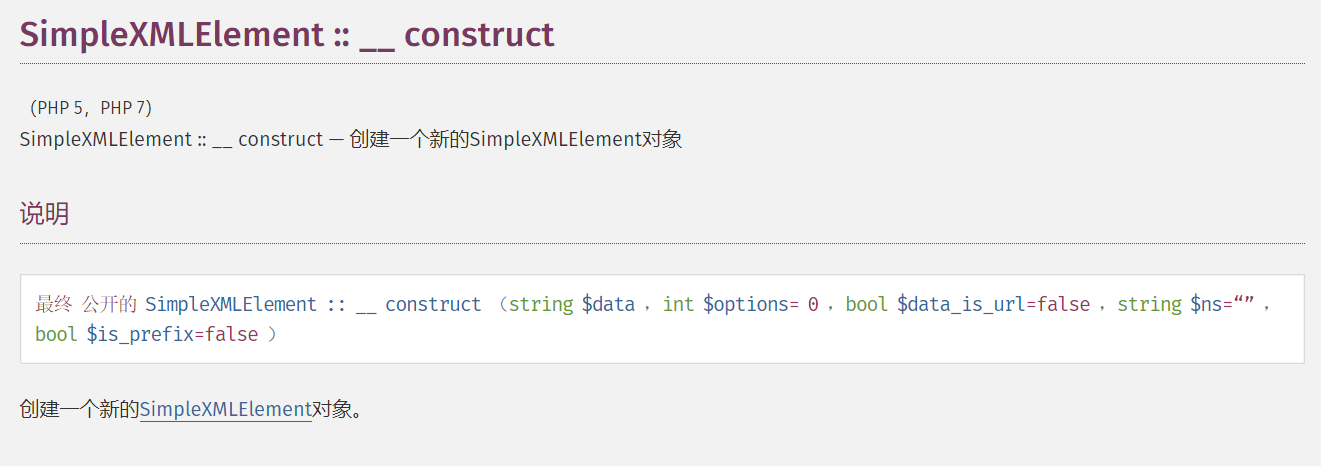 SimpleXMLElement :: __ construct
（PHP 5，PHP 7）
SimpleXMLElement :: __ construct — 创建一个新的SimpleXMLElement对象
说明
最终 公开的 SimpleXMLElement :: __ construct （string $data ，int $options= 0 ，bool $data_is_url=false ，string $ns=“” ，
bool $is_prefix=false ）
创建一个新的SimpleXMLElement对象。